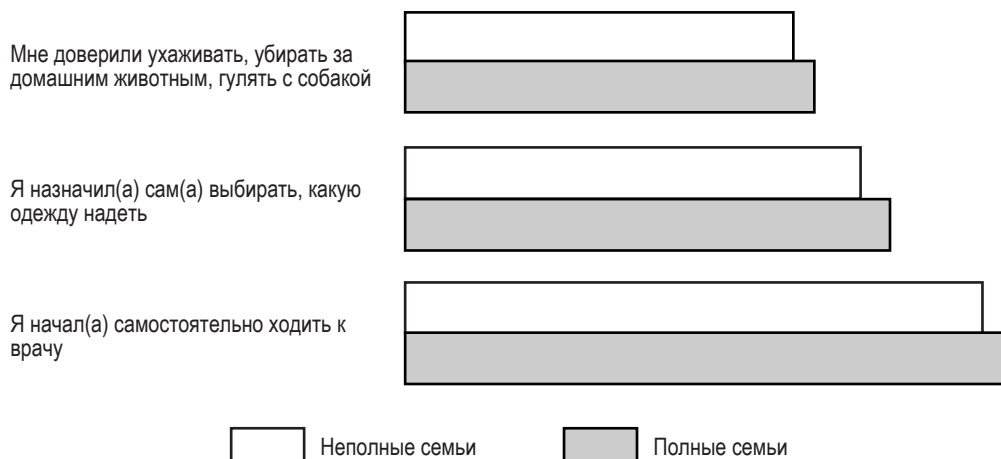 Мне доверили ухаживать, убирать за
домашним животным, гулять с собакой
Я назначил(а) сам(а) выбирать, какую
одежду надеть
Я начал(а) самостоятельно ходить к
врачу
Неполные семьи
Полные семьи